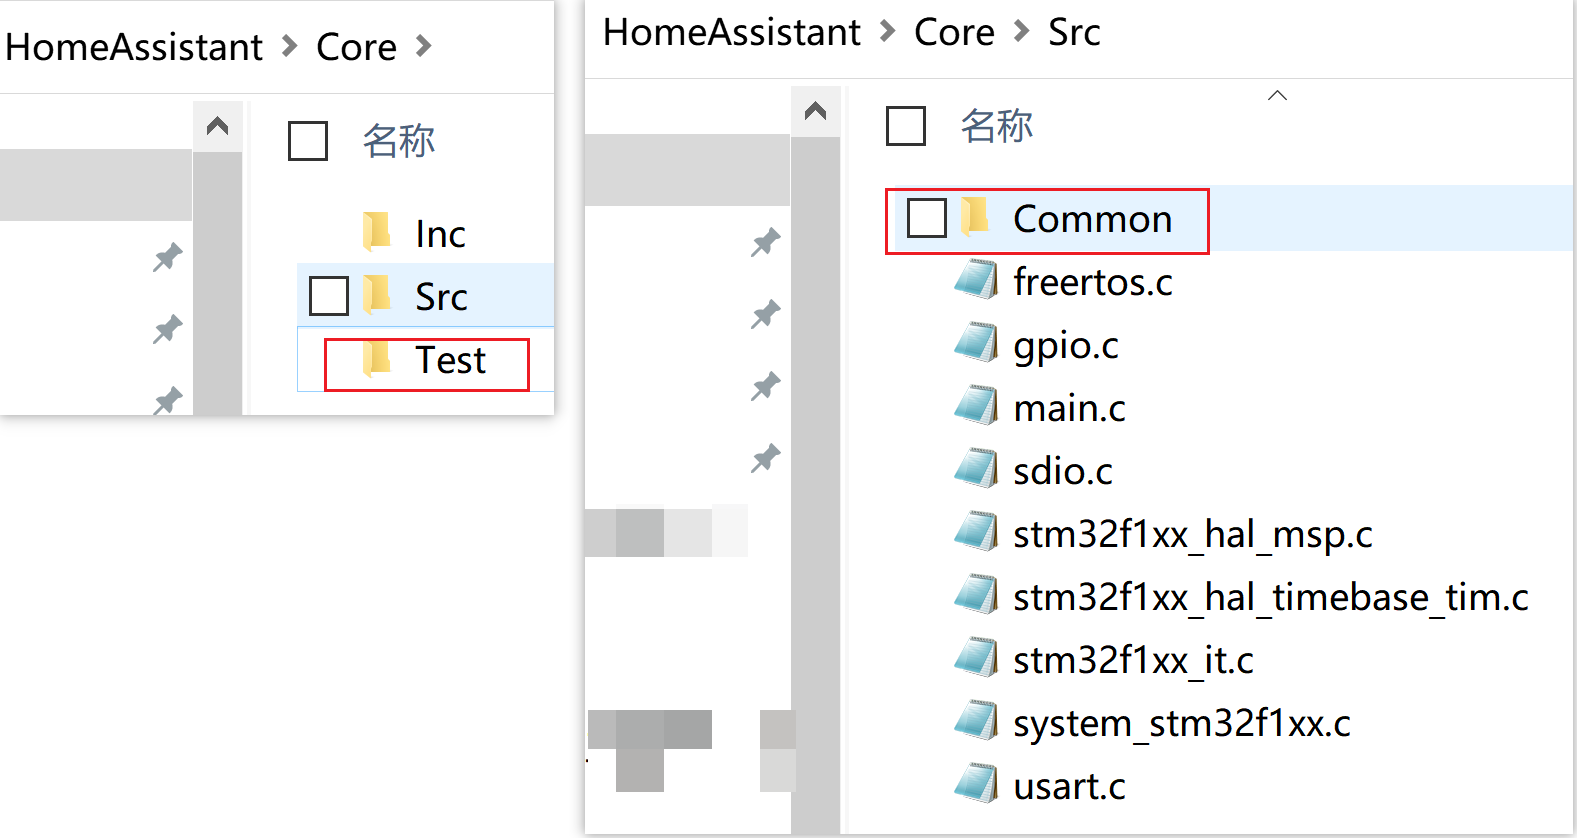 HomeAssistant > Core >
名称
Inc
Src
Test
HomeAssistant > Core > Src
名称
Common
freertos.c
gpio.c
main.c
sdio.c
stm32f1xx_hal_msp.c
stm32f1xx_hal_timebase_tim.c
stm32f1xx_it.c
system_stm32f1xx.c
usart.c